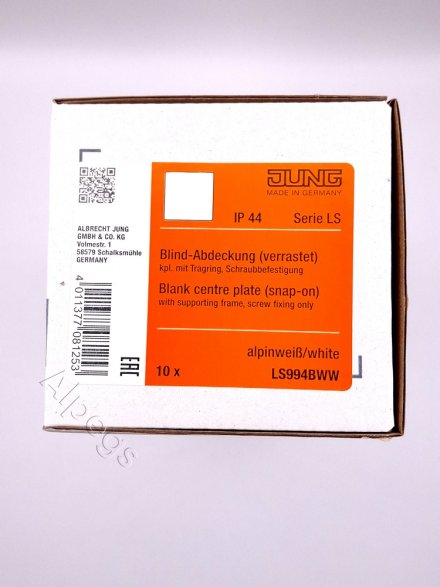 JUNG
MADE IN GERMANY
IP 44 Serie LS
ALBRECHT JUNG
GMBH & CO. KG
Volmestr. 1
58579 Schalksmühle
GERMANY
Blind-Abdeckung (verrastet)
kpl. mit Tragring, Schraubbefestigung
Blank centre plate (snap-on)
with supporting frame, screw fixing only
4 011377 081253
EAC
alpinweiß/white
10 x LS994BWW
Alpegs